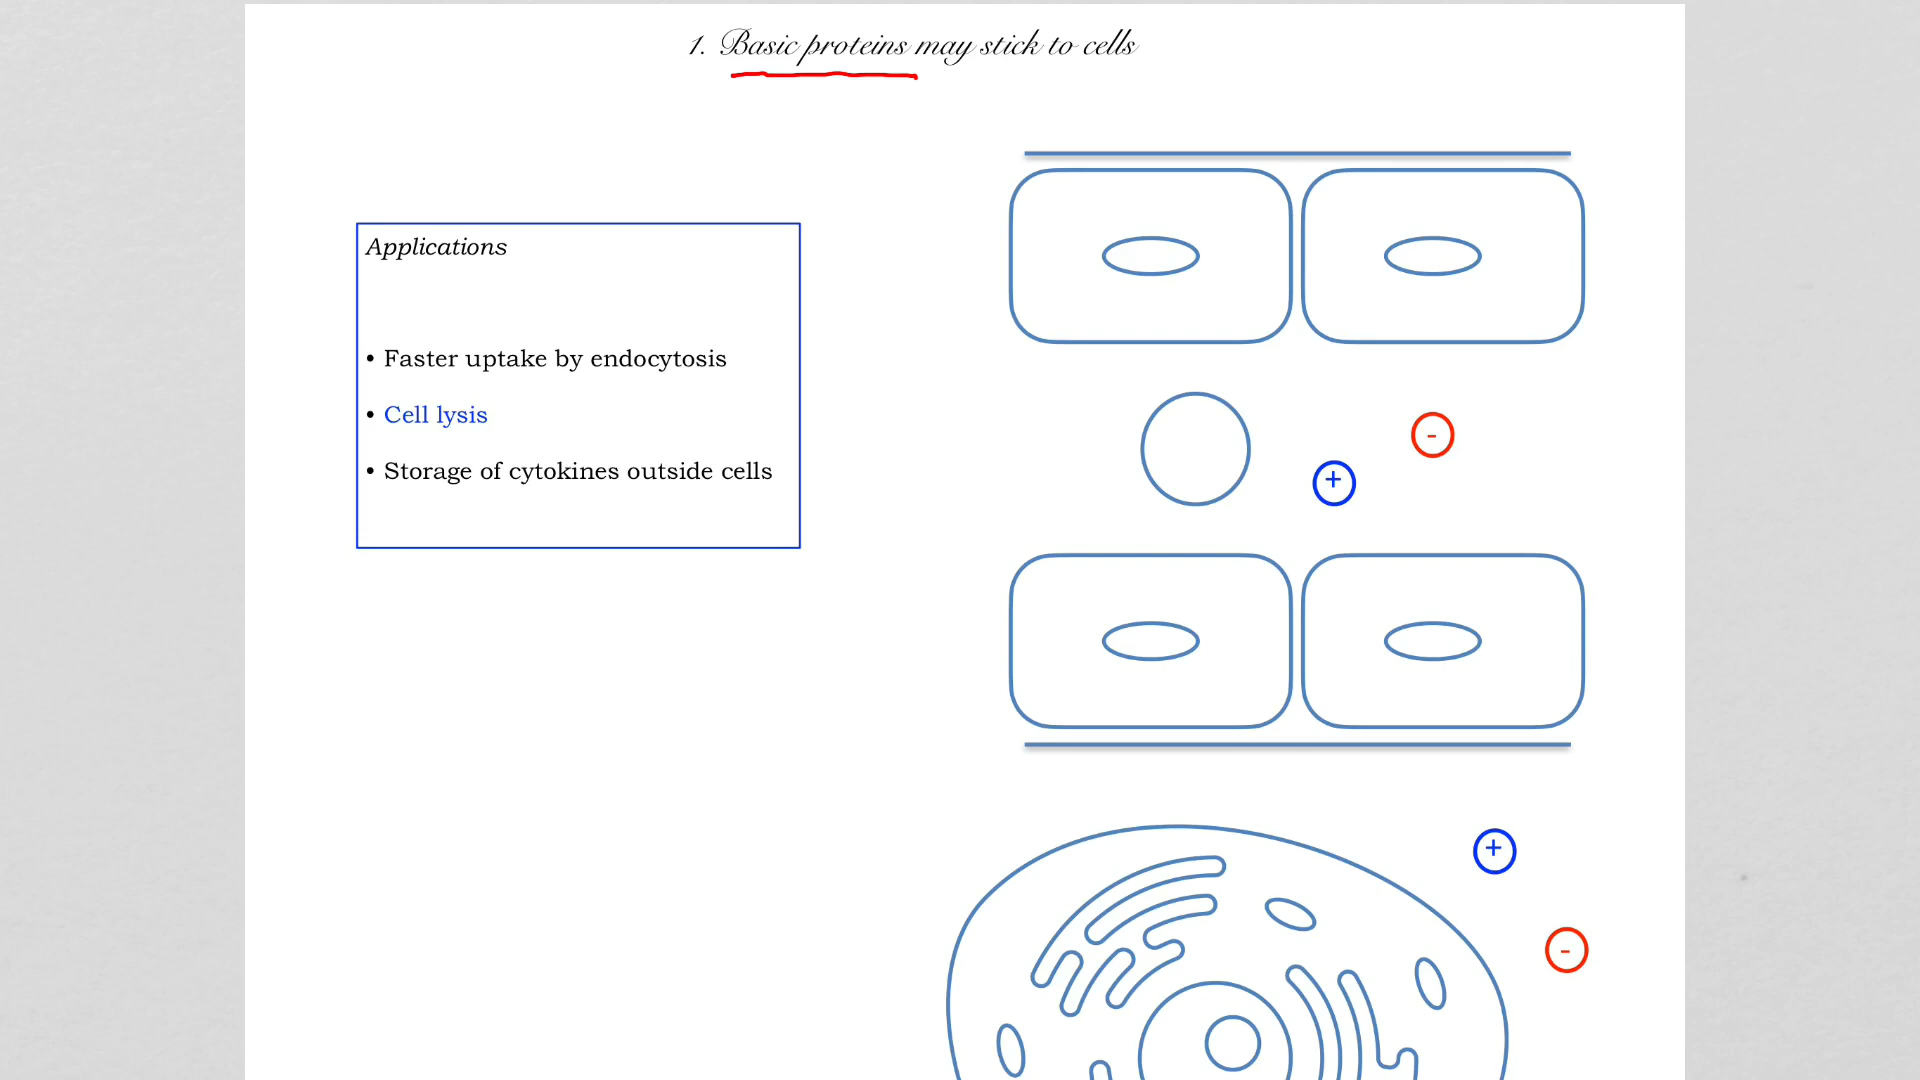 1. Basic proteins may stick to cells
Applications
• Faster uptake by endocytosis
• Cell lysis
• Storage of cytokines outside cells
-
+
+
-